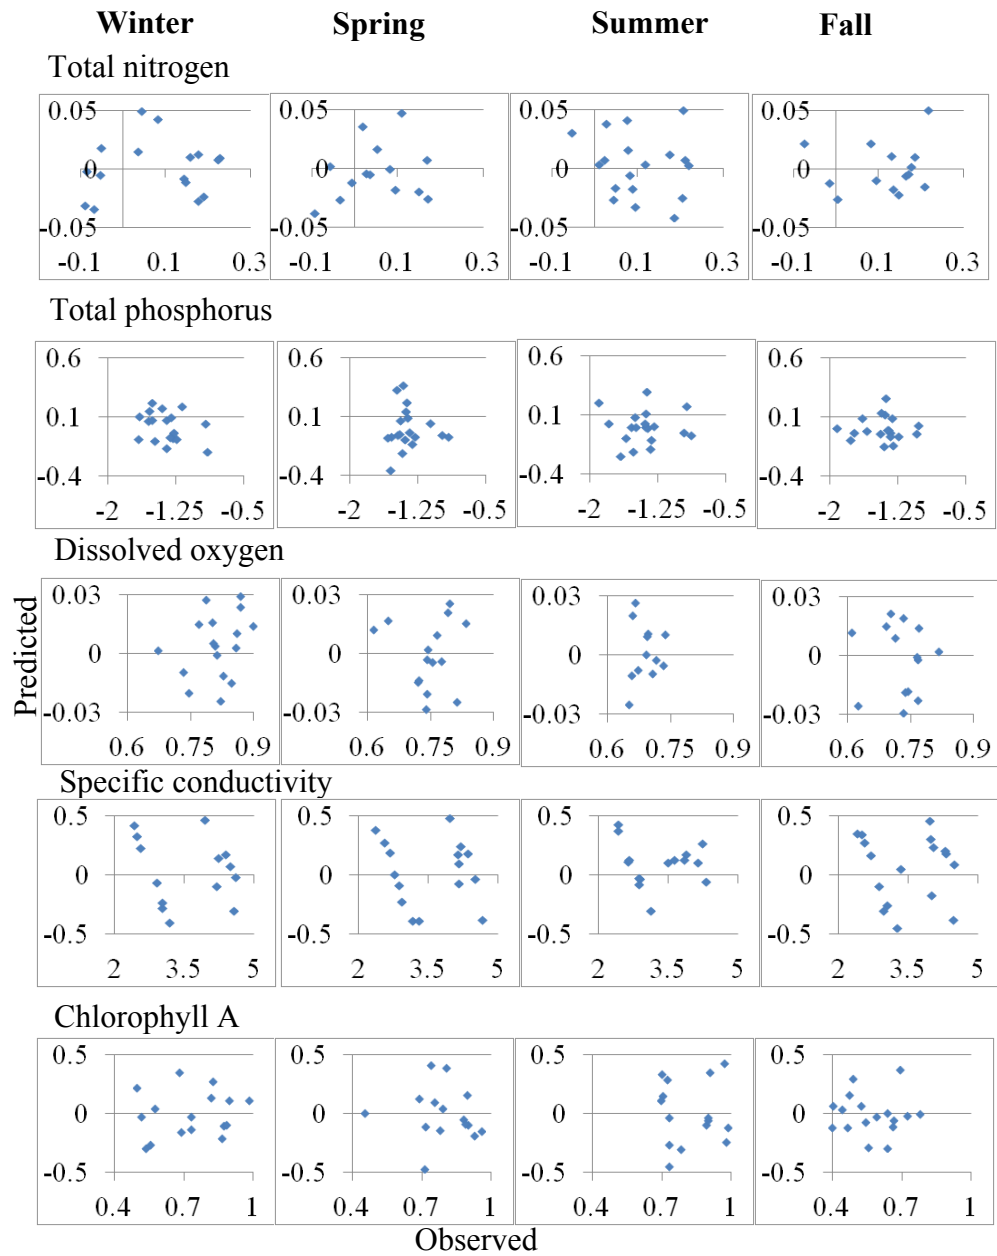 Winter Spring Summer Fall
Total nitrogen
0.05 0.05 0.05 0.05
0 0 0 0
-0.05 -0.05 -0.05 -0.05
-0.1 0.1 0.3 -0.1 0.1 0.3 -0.1 0.1 0.3 -0.1 0.1 0.3
Total phosphorus
0.6 0.6 0.6 0.6
0.1 0.1 0.1 0.1
-0.4 -0.4 -0.4 -0.4
-2 -1.25 -0.5 -2 -1.25 -0.5 -2 -1.25 -0.5 -2 -1.25 -0.5
Dissolved oxygen
0.03 0.03 0.03 0.03
Predicted
0 0 0 0
-0.03 -0.03 -0.03 -0.03
0.6 0.75 0.9 0.6 0.75 0.9 0.6 0.75 0.9 0.6 0.75 0.9
Specific conductivity
0.5 0.5 0.5 0.5
0 0 0 0
-0.5 -0.5 -0.5 -0.5
2 3.5 5 2 3.5 5 2 3.5 5 2 3.5 5
Chlorophyll A
0.5 0.5 0.5 0.5
0 0 0 0
-0.5 -0.5 -0.5 -0.5
0.4 0.7 1 0.4 0.7 1 0.4 0.7 1 0.4 0.7 1
Observed